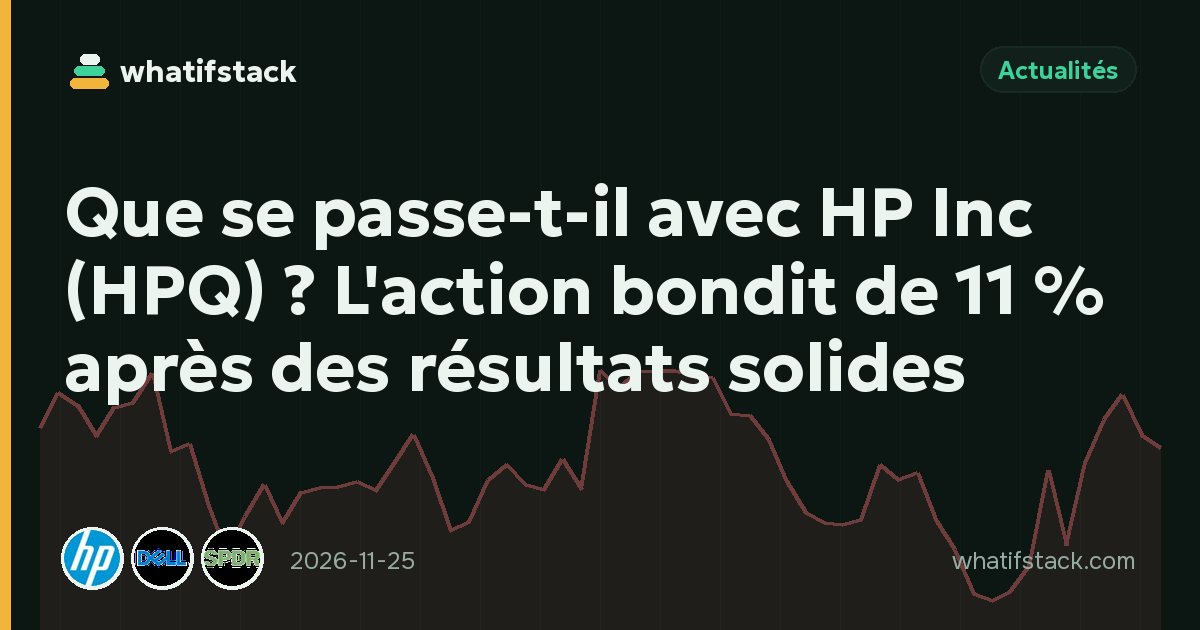 whatifstack
Actualités
Que se passe-t-il avec HP Inc
(HPQ) ? L'action bondit de 11 %
après des résultats solides
hp
DELL
SPDR
2026-11-25
whatifstack.com